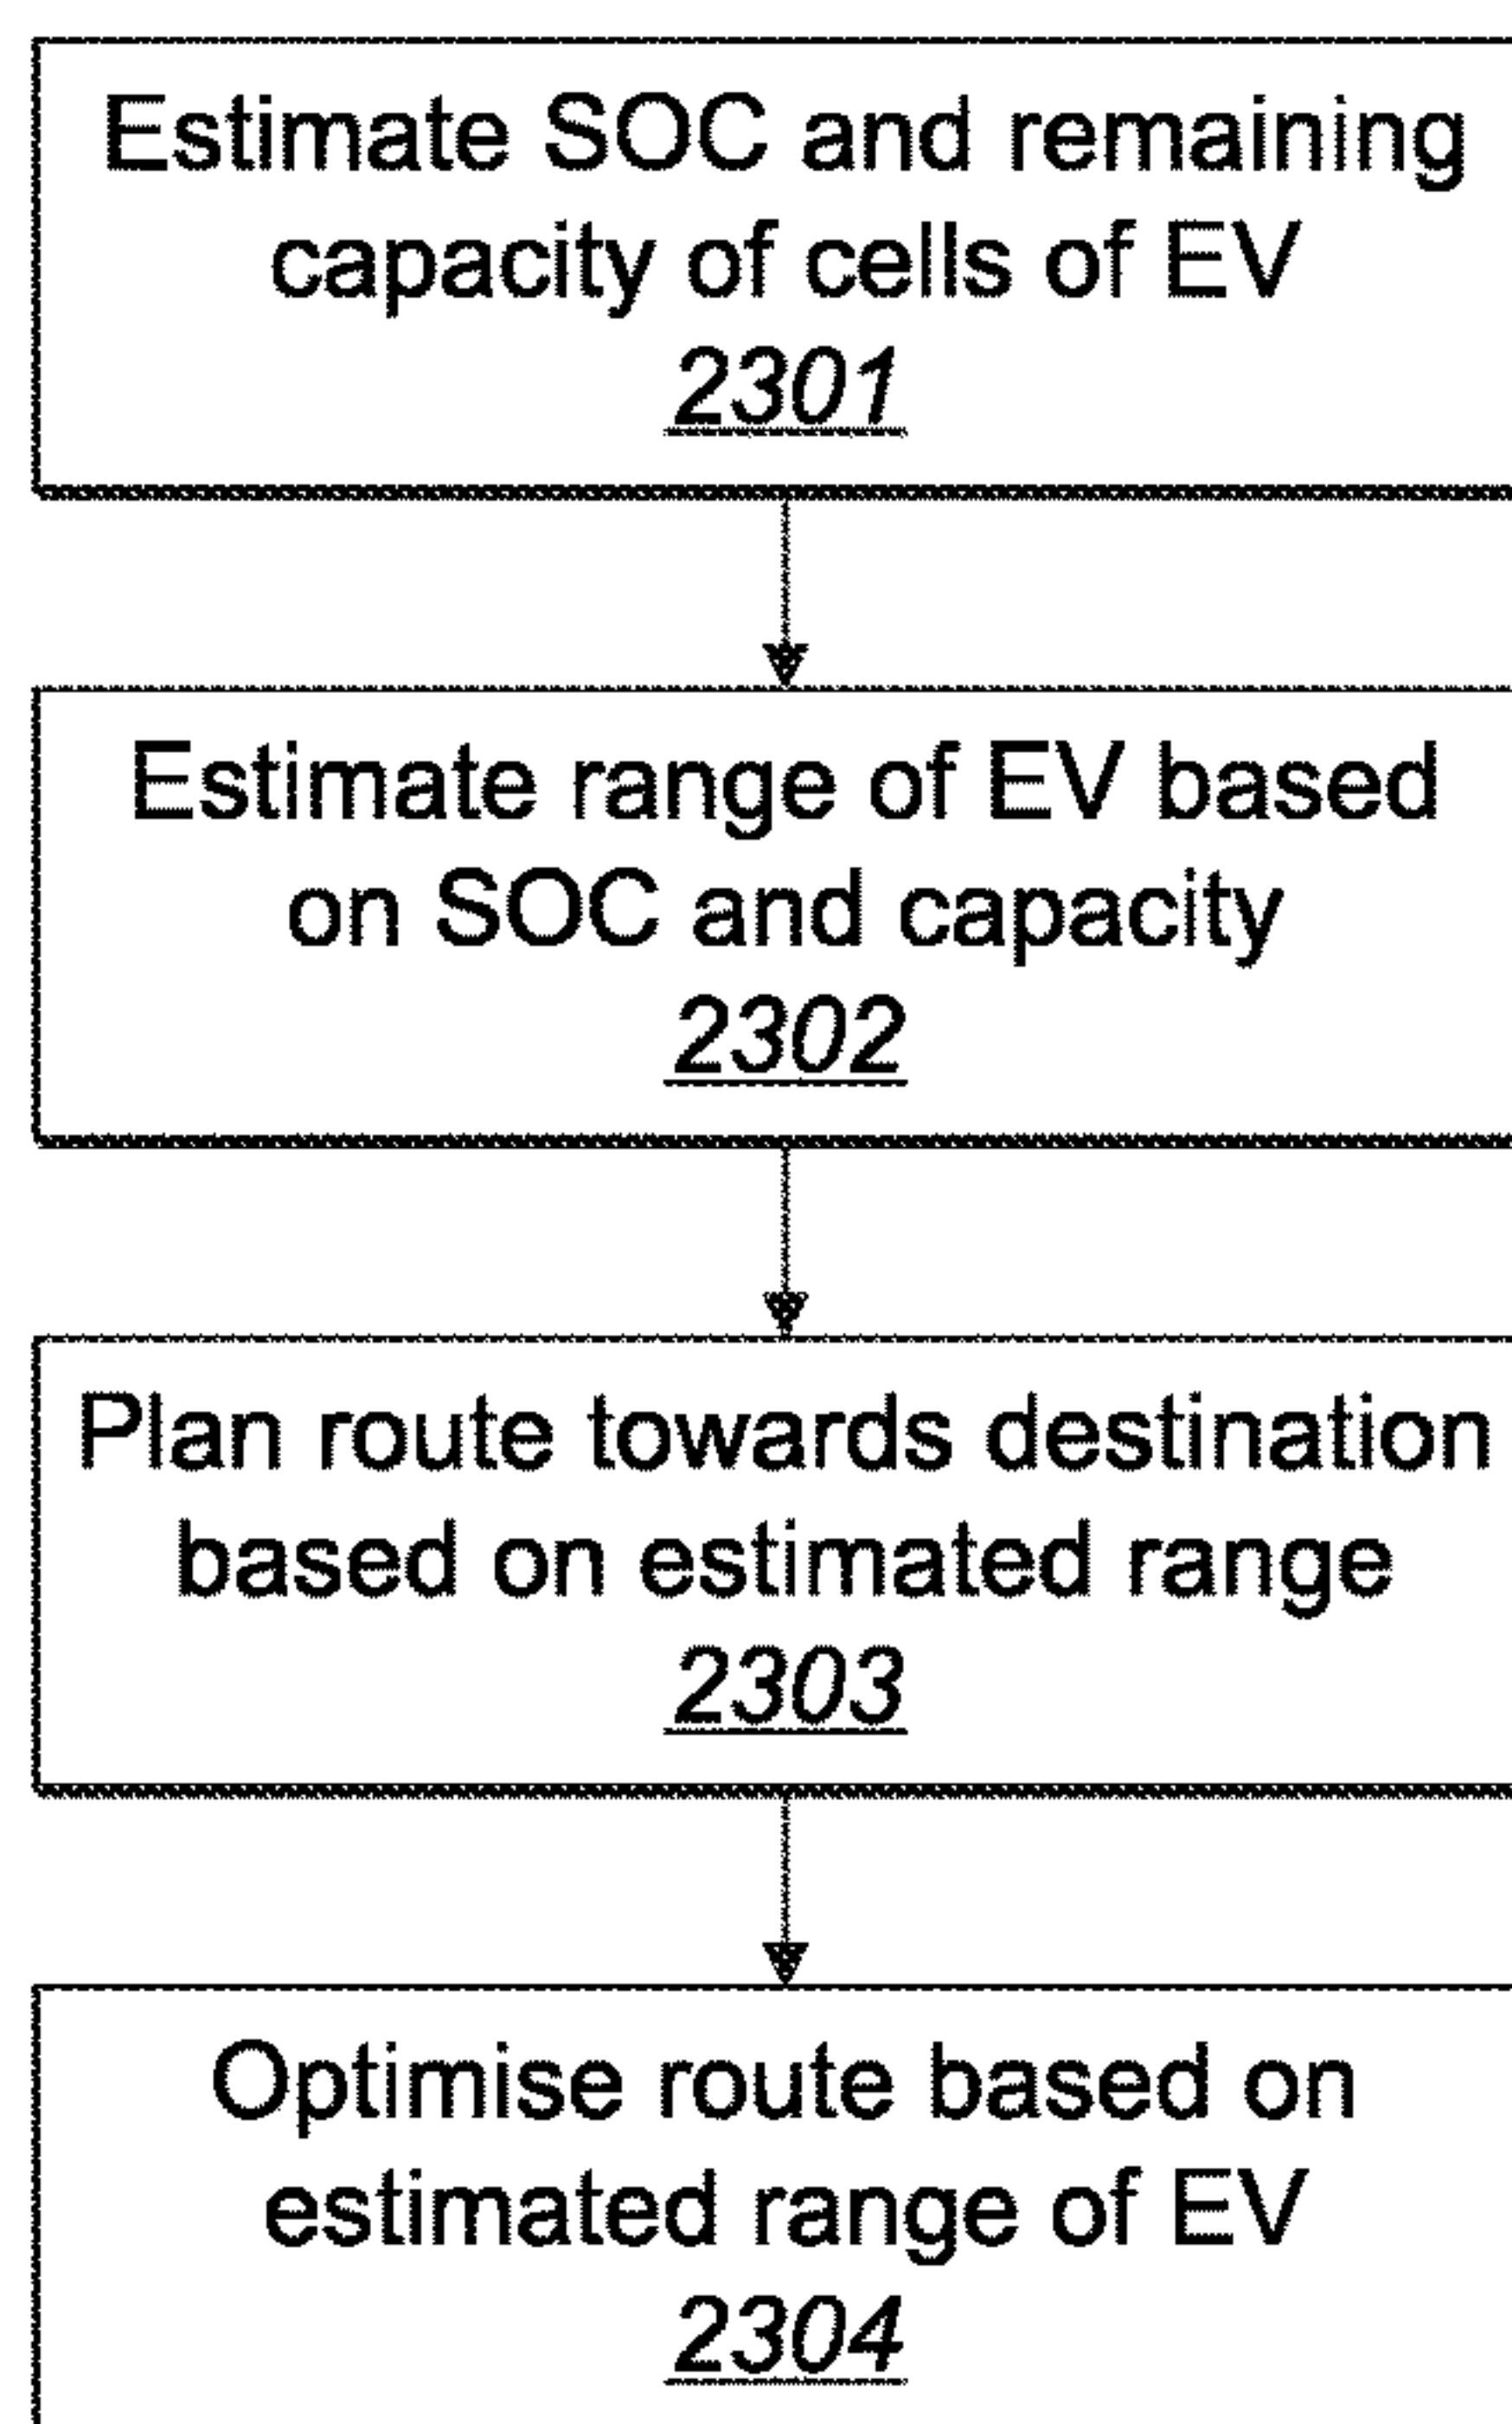 Estimate SOC and remaining
capacity of cells of EV
2301
Estimate range of EV based
on SOC and capacity
2302
Plan route towards destination
based on estimated range
2303
Optimise route based on
estimated range of EV
2304